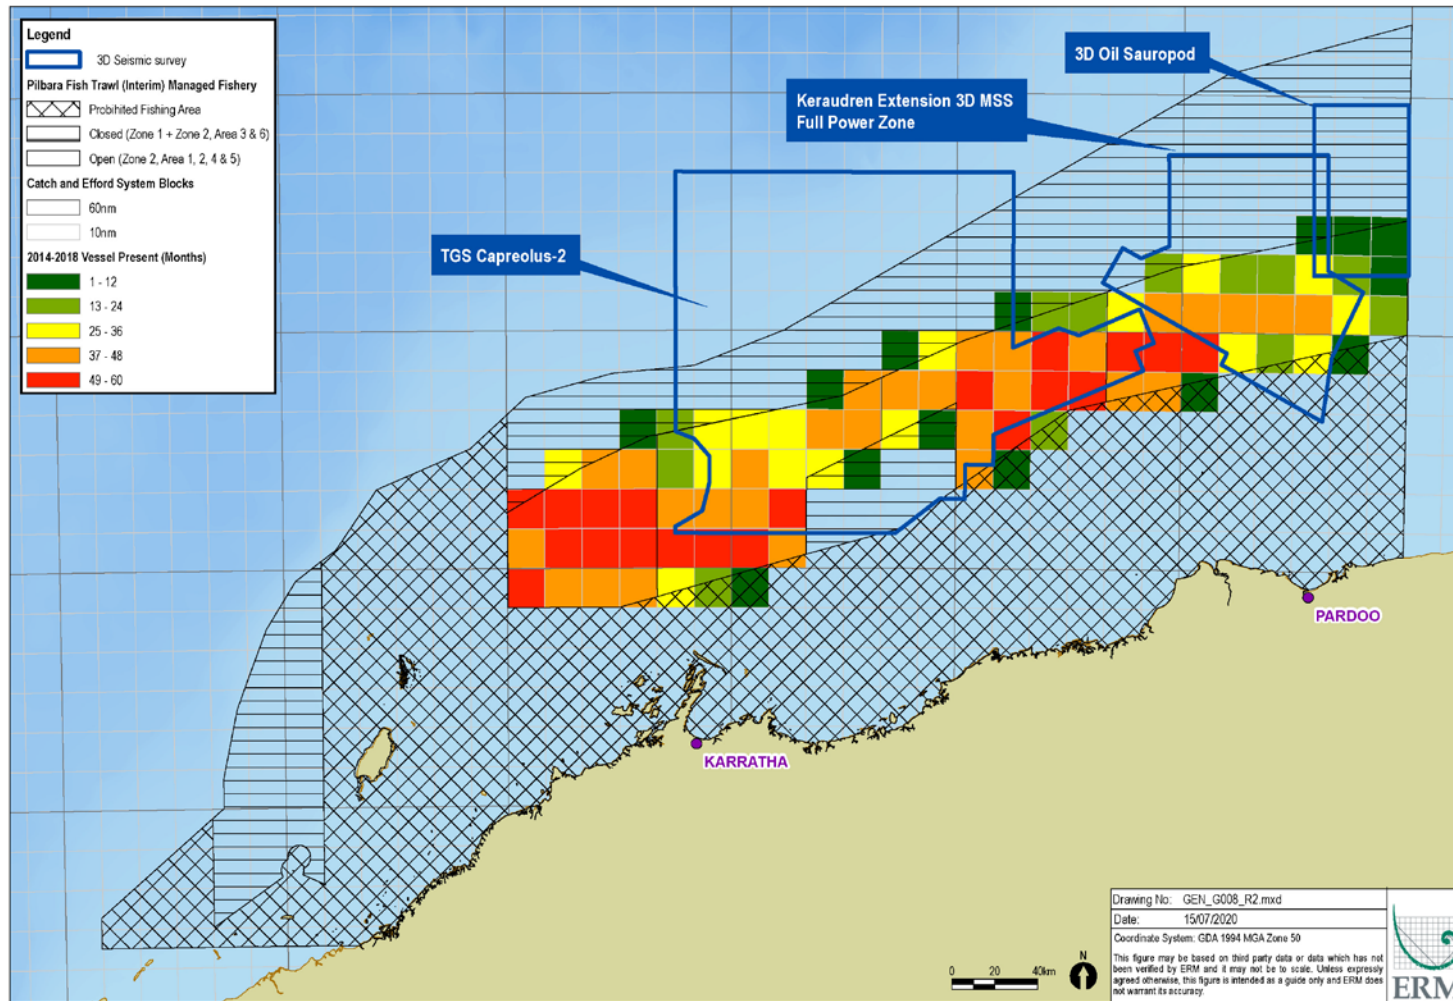 Legend
3D Seismic survey
Pilbara Fish Trawl (Interim) Managed Fishery
Prohibited Fishing Area
Closed (Zone 1 + Zone 2, Area 3 & 6)
Open (Zone 2, Area 1, 2, 4 & 5)
Catch and Efford System Blocks
60nm
10nm
2014-2018 Vessel Present (Months)
1 - 12
13 - 24
25 - 36
37 - 48
49 - 60
3D Oil Sauropod
Keraudren Extension 3D MSS
Full Power Zone
TGS Capreolus-2
PARDOO
KARRATHA
0 20 40km
N
Drawing No: GEN_G008_R2.mxd
Date: 15/07/2020
Coordinate System: GDA 1994 MGA Zone 50
This figure may be based on third party data or data which has not
been verified by ERM and it may not be to scale. Unless expressly
agreed otherwise, this figure is intended as a guide only and ERM does
not warrant its accuracy.
ERM